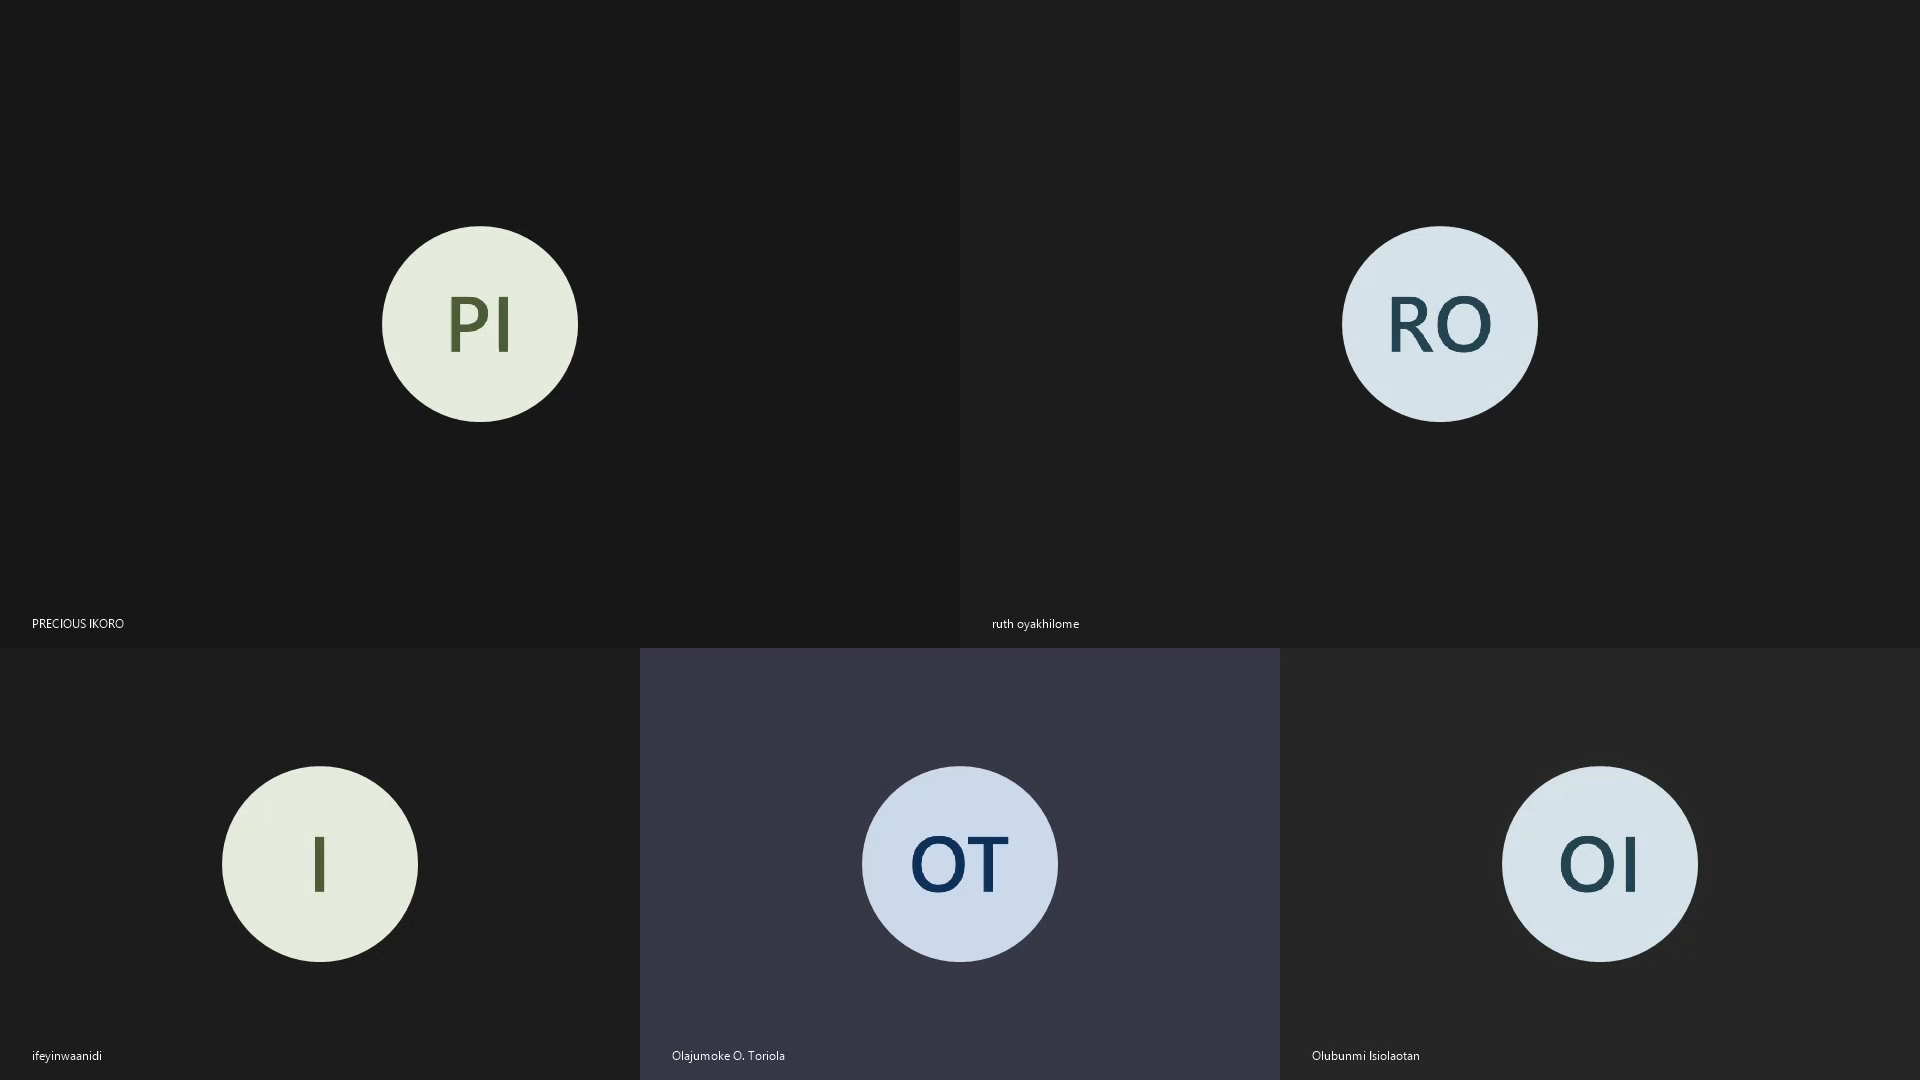 PI
RO
PRECIOUS IKORO
ruth oyakhilome
I
OT
OI
ifeyinwaanidi
Olajumoke O. Toriola
Olubunmi Isiolaotan